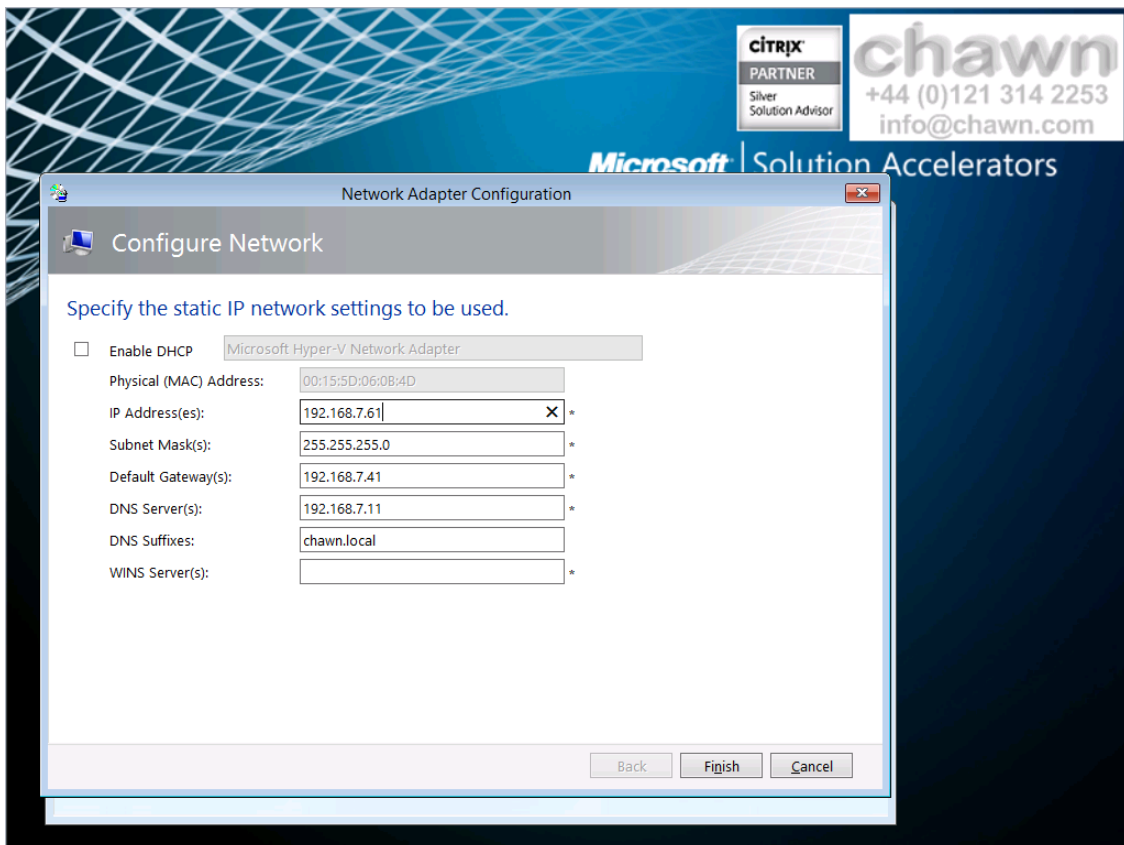 CİTRIX
PARTNER
Silver
Solution Advisor
chawn
+44 (0)121 314 2253
info@chawn.com
Microsoft Solution Accelerators
Network Adapter Configuration
Configure Network
Specify the static IP network settings to be used.
Enable DHCP Microsoft Hyper-V Network Adapter
Physical (MAC) Address: 00:15:5D:06:0B:4D
IP Address(es): 192.168.7.61 *
Subnet Mask(s): 255.255.255.0 *
Default Gateway(s): 192.168.7.41 *
DNS Server(s): 192.168.7.11 *
DNS Suffixes: chawn.local
WINS Server(s): *
Back Finish Cancel